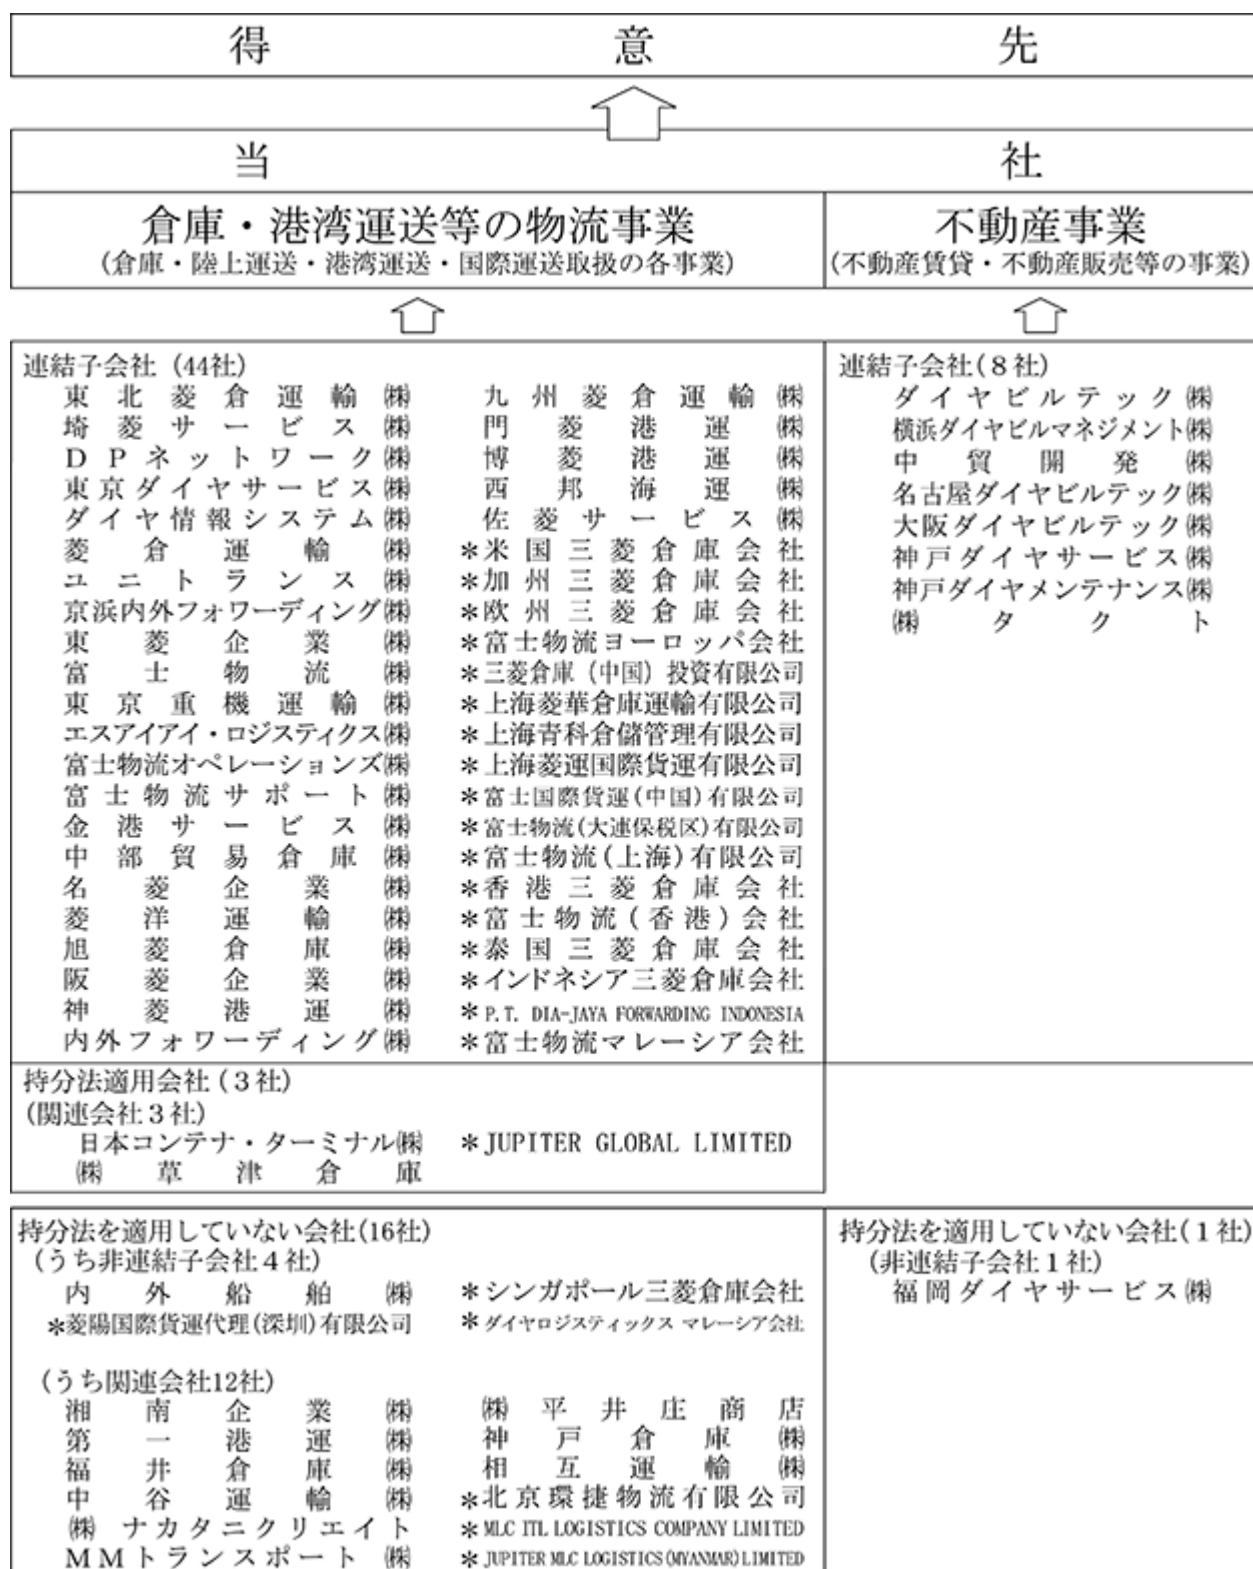 得意先
当社
倉庫・港湾運送等の物流事業
(倉庫・陸上運送・港湾運送・国際運送取扱の各事業)
不動産事業
(不動産賃貸・不動産販売等の事業)
連結子会社 (44社)
東北菱倉運輸㈱
埼菱サービス㈱
DPネットワーク㈱
東京ダイヤサービス㈱
ダイヤ情報システム㈱
菱倉運輸㈱
ユニトランス㈱
京浜内外フォワーディング㈱
東菱企業㈱
富士物流㈱
東京重機運輸㈱
エスアイアイ・ロジスティクス㈱
富士物流オペレーションズ㈱
富士物流サポート㈱
金港サービス㈱
中部貿易倉庫㈱
名菱企業㈱
菱洋運輸㈱
旭菱倉庫㈱
阪菱企業㈱
神菱港運㈱
内外フォワーディング㈱
九州菱倉運輸㈱
門菱港運㈱
博菱港運㈱
西邦海運㈱
佐菱サービス㈱
*米国三菱倉庫会社
*加州三菱倉庫会社
*欧州三菱倉庫会社
*富士物流ヨーロッパ会社
*三菱倉庫（中国）投資有限公司
*上海菱華倉庫運輸有限公司
*上海青科倉儲管理有限公司
*上海菱運国際貨運有限公司
*富士国際貨運(中国)有限公司
*富士物流(大連保税区)有限公司
*富士物流(上海)有限公司
*香港三菱倉庫会社
*富士物流(香港)会社
*泰国三菱倉庫会社
*インドネシア三菱倉庫会社
*P.T. DIA-JAYA FORWARDING INDONESIA
*富士物流マレーシア会社
連結子会社(８社)
ダイヤビルテック㈱
横浜ダイヤビルマネジメント㈱
中貿開発㈱
名古屋ダイヤビルテック㈱
大阪ダイヤビルテック㈱
神戸ダイヤサービス㈱
神戸ダイヤメンテナンス㈱
㈱タクト
持分法適用会社(３社)
(関連会社３社)
日本コンテナ・ターミナル㈱
㈱草津倉庫
*JUPITER GLOBAL LIMITED
持分法を適用していない会社(16社)
(うち非連結子会社４社)
内外船舶㈱
*菱陽国際貨運代理(深圳)有限公司
*シンガポール三菱倉庫会社
*ダイヤロジスティックス マレーシア会社
(うち関連会社12社)
湘南企業㈱
第一港運㈱
福井倉庫㈱
中谷運輸㈱
㈱ナカタニクリエイト
MMトランスポート㈱
㈱平井庄商店
神戸倉庫㈱
相互運輸㈱
*北京環捷物流有限公司
*MLC ITL LOGISTICS COMPANY LIMITED
*JUPITER MLC LOGISTICS(MYANMAR)LIMITED
持分法を適用していない会社(１社)
(非連結子会社１社)
福岡ダイヤサービス㈱